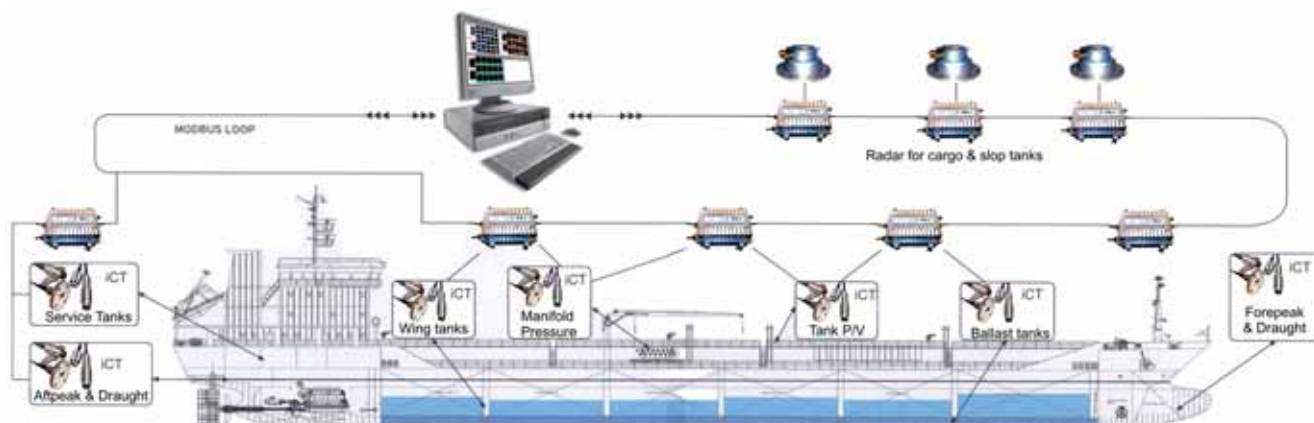 MODBUS LOOP
Radar for cargo & slop tanks
iCT
Service Tanks
iCT
Wing tanks
iCT
Manifold
Pressure
iCT
Tank P/V
iCT
Ballast tanks
iCT
Forepeak
& Draught
iCT
Aftpeak & Draught